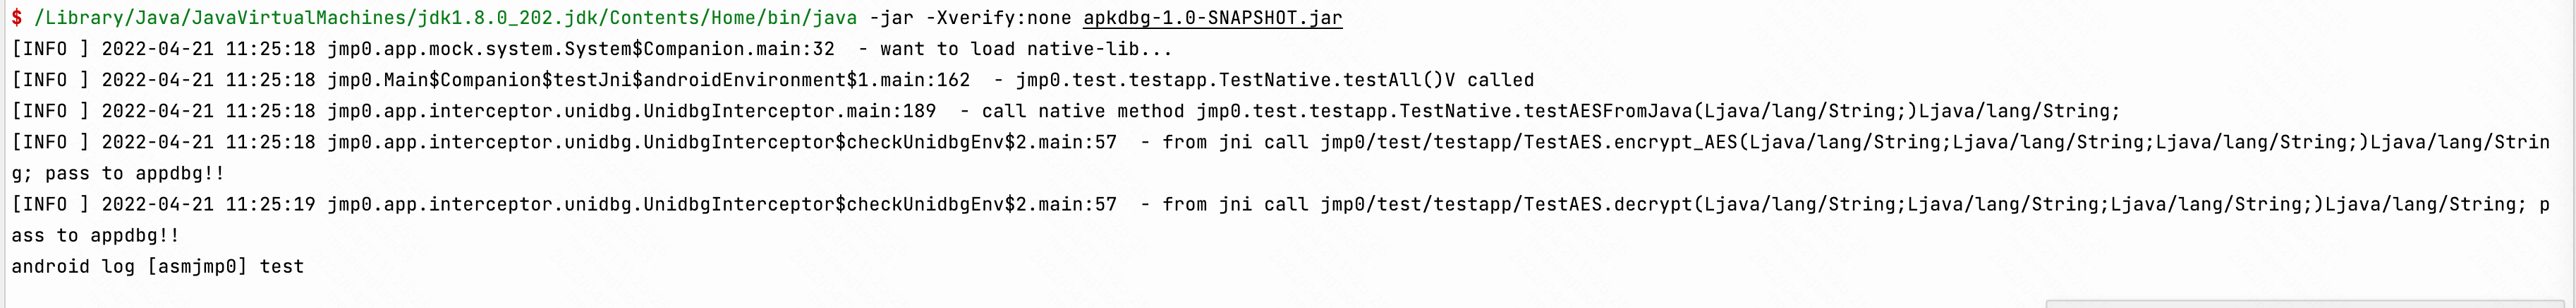 $ /Library/Java/JavaVirtualMachines/jdk1.8.0_202.jdk/Contents/Home/bin/java -jar -Xverify:none apkdbg-1.0-SNAPSHOT.jar
[INFO ] 2022-04-21 11:25:18 jmp0.app.mock.system.System$Companion.main:32  - want to load native-lib...
[INFO ] 2022-04-21 11:25:18 jmp0.Main$Companion$testJni$androidEnvironment$1.main:162  - jmp0.test.testapp.TestNative.testAll()V called
[INFO ] 2022-04-21 11:25:18 jmp0.app.interceptor.unidbg.UnidbgInterceptor.main:189  - call native method jmp0.test.testapp.TestNative.testAESFromJava(Ljava/lang/String;)Ljava/lang/String;
[INFO ] 2022-04-21 11:25:18 jmp0.app.interceptor.unidbg.UnidbgInterceptor$checkUnidbgEnv$2.main:57  - from jni call jmp0/test/testapp/TestAES.encrypt_AES(Ljava/lang/String;Ljava/lang/String;Ljava/lang/String;)Ljava/lang/Strin
g; pass to appdbg!!
[INFO ] 2022-04-21 11:25:19 jmp0.app.interceptor.unidbg.UnidbgInterceptor$checkUnidbgEnv$2.main:57  - from jni call jmp0/test/testapp/TestAES.decrypt(Ljava/lang/String;Ljava/lang/String;Ljava/lang/String;)Ljava/lang/String; p
ass to appdbg!!
android log [asmjmp0] test